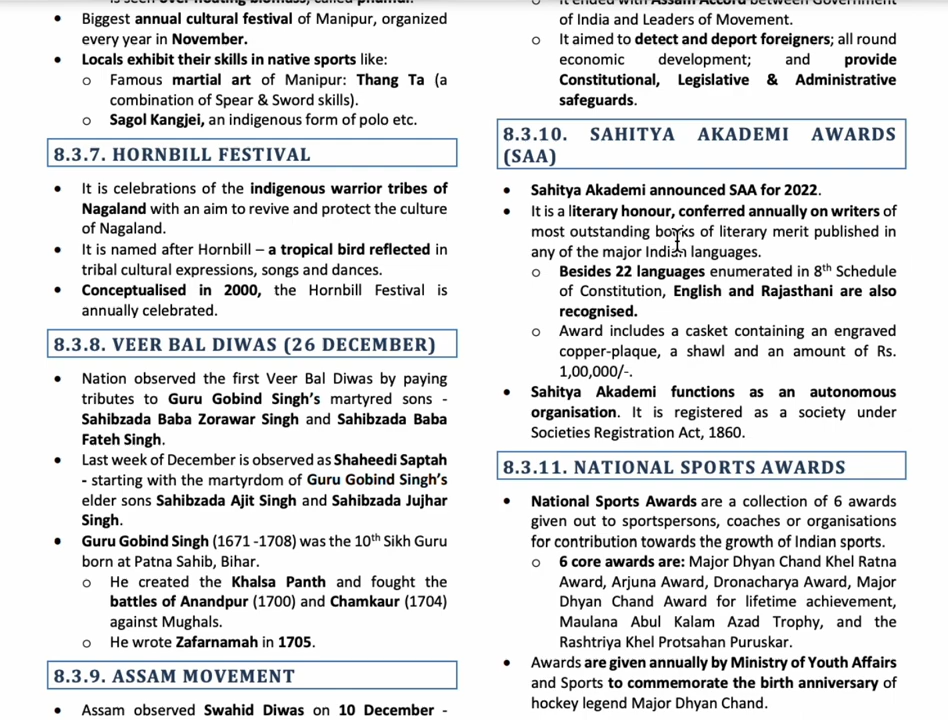 is seen over floating biomass, called phumdi.
• Biggest annual cultural festival of Manipur, organized
every year in November.
• Locals exhibit their skills in native sports like:
o Famous martial art of Manipur: Thang Ta (a
combination of Spear & Sword skills).
o Sagol Kangjei, an indigenous form of polo etc.
8.3.7. HORNBILL FESTIVAL
• It is celebrations of the indigenous warrior tribes of
Nagaland with an aim to revive and protect the culture
of Nagaland.
• It is named after Hornbill – a tropical bird reflected in
tribal cultural expressions, songs and dances.
• Conceptualised in 2000, the Hornbill Festival is
annually celebrated.
8.3.8. VEER BAL DIWAS (26 DECEMBER)
• Nation observed the first Veer Bal Diwas by paying
tributes to Guru Gobind Singh’s martyred sons -
Sahibzada Baba Zorawar Singh and Sahibzada Baba
Fateh Singh.
• Last week of December is observed as Shaheedi Saptah
- starting with the martyrdom of Guru Gobind Singh’s
elder sons Sahibzada Ajit Singh and Sahibzada Jujhar
Singh.
• Guru Gobind Singh (1671 -1708) was the 10th Sikh Guru
born at Patna Sahib, Bihar.
o He created the Khalsa Panth and fought the
battles of Anandpur (1700) and Chamkaur (1704)
against Mughals.
o He wrote Zafarnamah in 1705.
8.3.9. ASSAM MOVEMENT
• Assam observed Swahid Diwas on 10 December -
o It ended with Assam Accord between Government
of India and Leaders of Movement.
o It aimed to detect and deport foreigners; all round
economic development; and provide
Constitutional, Legislative & Administrative
safeguards.
8.3.10. SAHITYA AKADEMI AWARDS
(SAA)
• Sahitya Akademi announced SAA for 2022.
• It is a literary honour, conferred annually on writers of
most outstanding books of literary merit published in
any of the major Indian languages.
o Besides 22 languages enumerated in 8th Schedule
of Constitution, English and Rajasthani are also
recognised.
o Award includes a casket containing an engraved
copper-plaque, a shawl and an amount of Rs.
1,00,000/-.
• Sahitya Akademi functions as an autonomous
organisation. It is registered as a society under
Societies Registration Act, 1860.
8.3.11. NATIONAL SPORTS AWARDS
• National Sports Awards are a collection of 6 awards
given out to sportspersons, coaches or organisations
for contribution towards the growth of Indian sports.
o 6 core awards are: Major Dhyan Chand Khel Ratna
Award, Arjuna Award, Dronacharya Award, Major
Dhyan Chand Award for lifetime achievement,
Maulana Abul Kalam Azad Trophy, and the
Rashtriya Khel Protsahan Puruskar.
• Awards are given annually by Ministry of Youth Affairs
and Sports to commemorate the birth anniversary of
hockey legend Major Dhyan Chand.